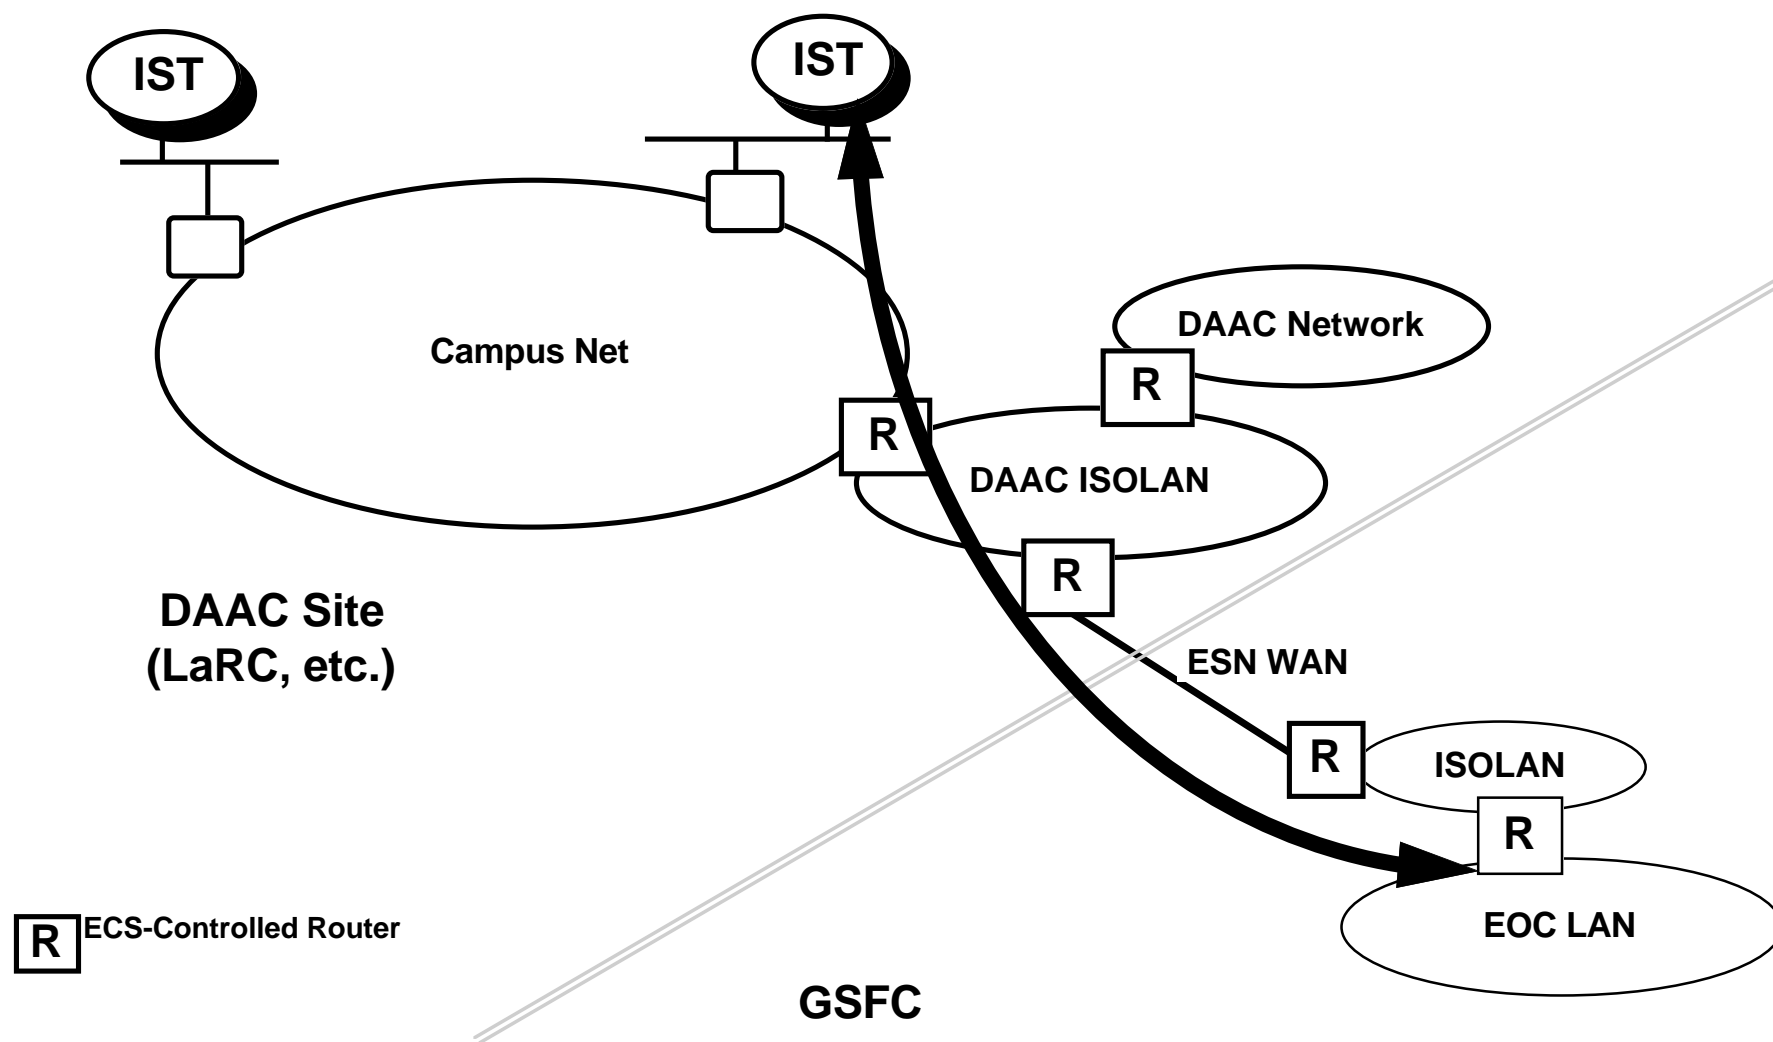 IST
IST
DAAC Network
Campus Net
R
R
DAAC ISOLAN
R
DAAC Site
(LaRC, etc.)
ESN WAN
R
ISOLAN
R
R
ECS-Controlled Router
EOC LAN
GSFC